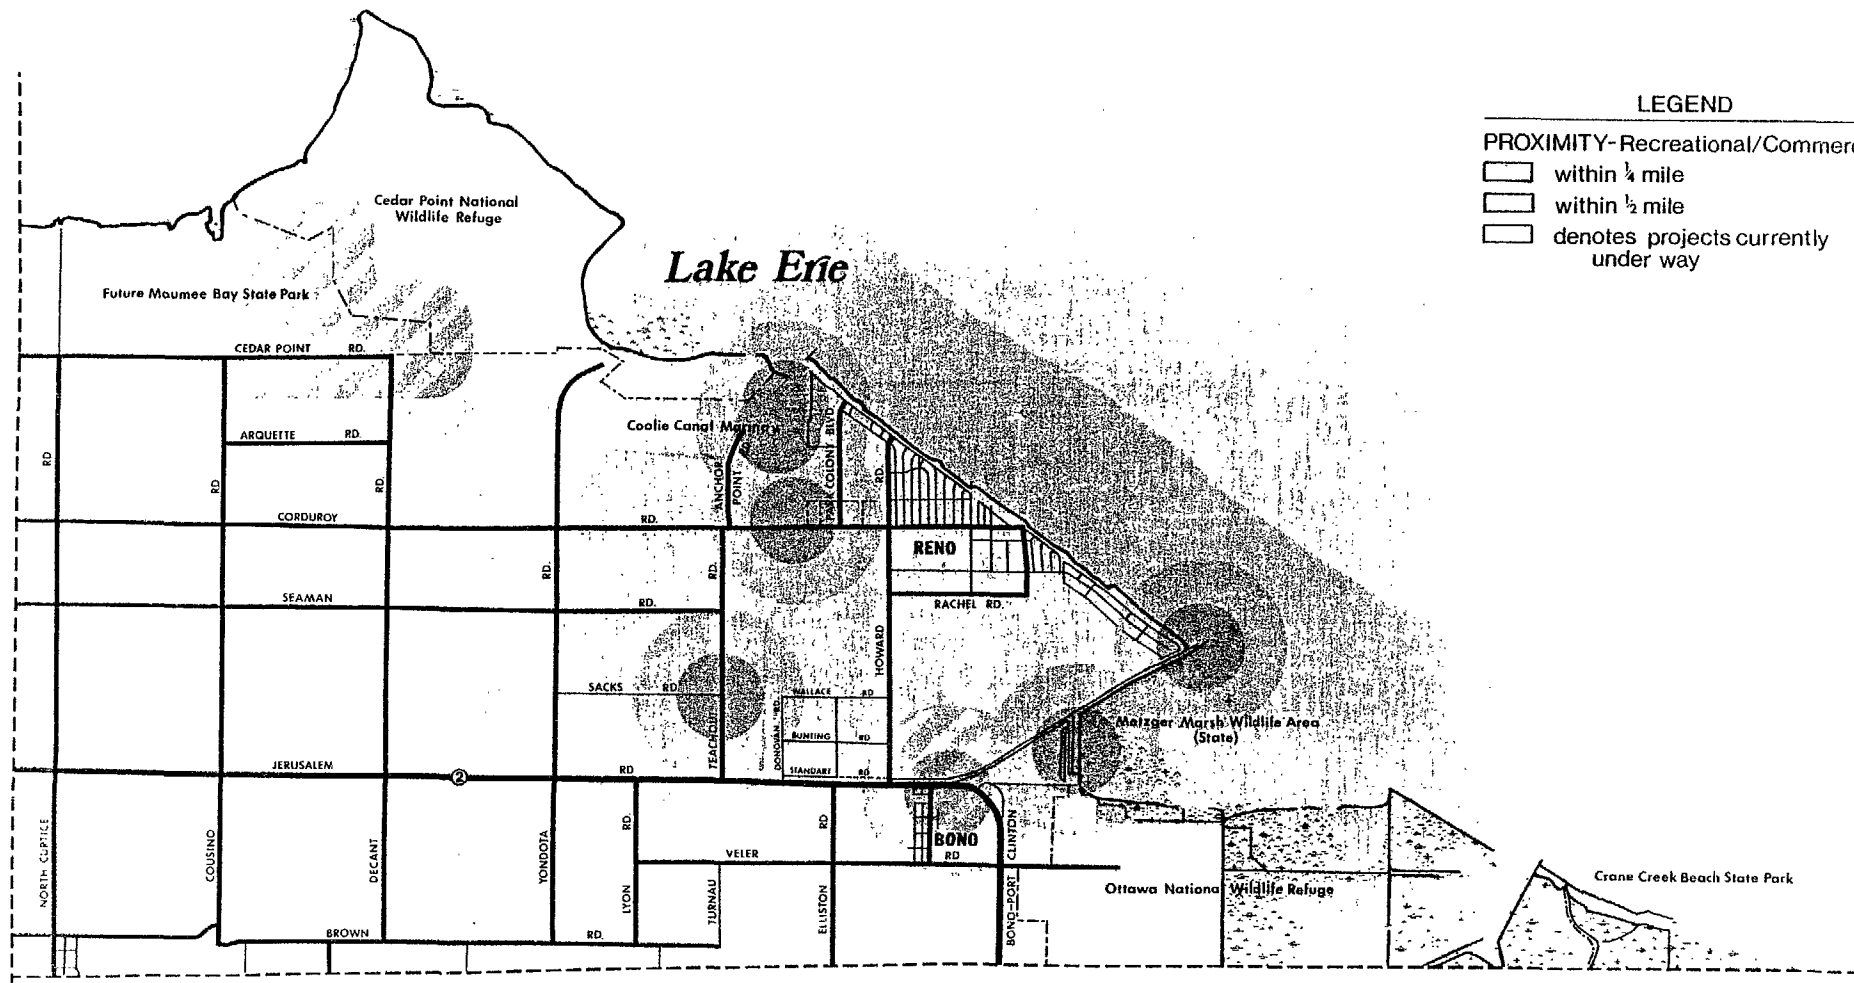 LEGEND
PROXIMITY-Recreational/Commerc
within ¼ mile
within ½ mile
denotes projects currently
under way
Cedar Point National
Wildlife Refuge
Lake Erie
Future Maumee Bay State Park
CEDAR POINT RD.
Coolie Canal Marina
ARQUETTE RD.
RD
RD
RD.
ANCHOR
POINT
PARK COLONY BLVD
RD.
CORDUROY RD.
RENO
RD.
RD.
SEAMAN RD.
RACHEL RD.
HOWARD
SACKS RD.
WALLACE RD
Metzger Marsh Wildlife Area
(State)
TEACHOUT
DONOVAN RD.
BUNTING RD
STANDART RD.
JERUSALEM 2 RD
NORTH CURTICE
COUSINO
DECANT
YONDOTA
RD.
RD
BONO
RD
VELER
CLINTON
BONO-PORT
LYON
TURNAU
ELLISTON
Ottawa National Wildlife Refuge
Crane Creek Beach State Park
BROWN RD.